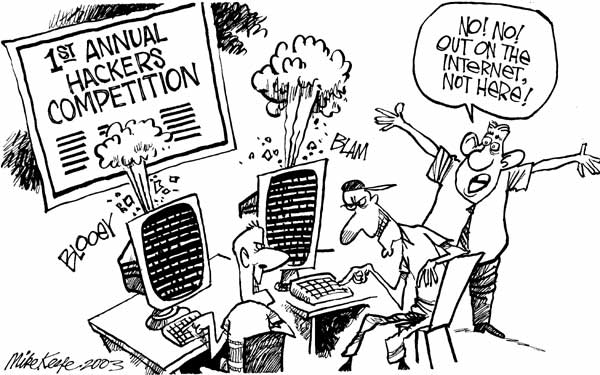 1ST ANNUAL
HACKERS
COMPETITION
NO! NO!
OUT ON THE
INTERNET,
NOT HERE!
BLAM
BLOOEY
Mike Keefe. 2003